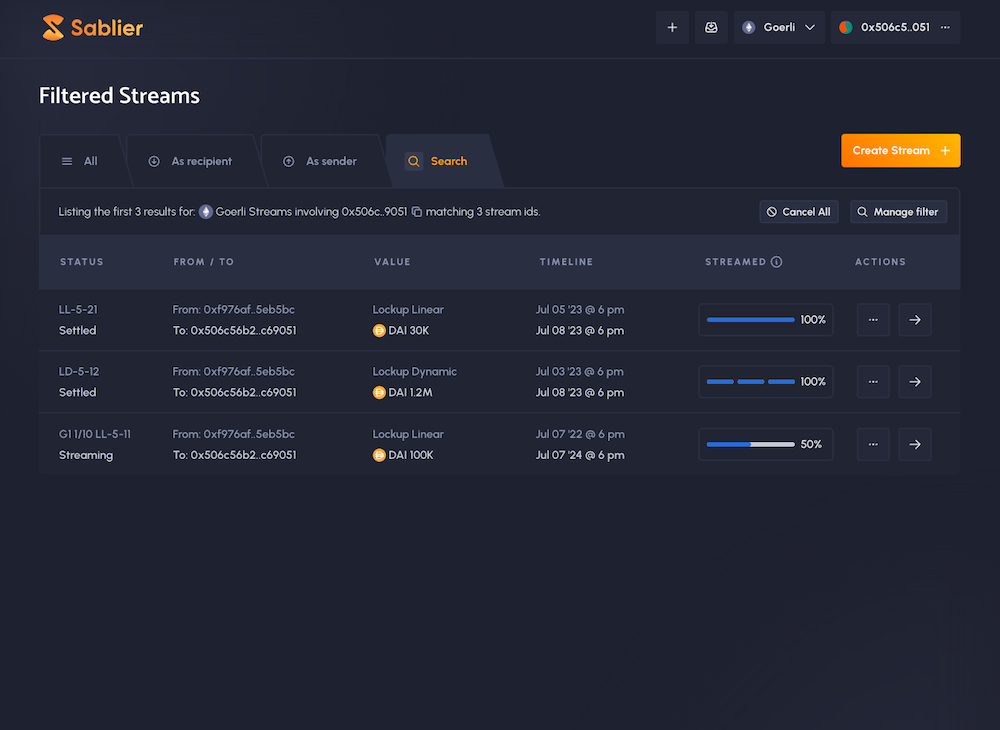 Sablier
Goerli
0x506c5..051 ···
Filtered Streams
All
As recipient
As sender
Search
Create Stream +
Listing the first 3 results for: Goerli Streams involving 0x506c..9051 matching 3 stream ids.
Cancel All
Manage filter
STATUS FROM / TO VALUE TIMELINE STREAMED ACTIONS
LL-5-21 From: 0xf976af..5eb5bc Lockup Linear Jul 05 '23 @ 6 pm
Settled To: 0x506c56b2..c69051 DAI 30K Jul 08 '23 @ 6 pm
100%
LD-5-12 From: 0xf976af..5eb5bc Lockup Dynamic Jul 03 '23 @ 6 pm
Settled To: 0x506c56b2..c69051 DAI 1.2M Jul 08 '23 @ 6 pm
100%
G1 1/10 LL-5-11 From: 0xf976af..5eb5bc Lockup Linear Jul 07 '22 @ 6 pm
Streaming To: 0x506c56b2..c69051 DAI 100K Jul 07 '24 @ 6 pm
50%